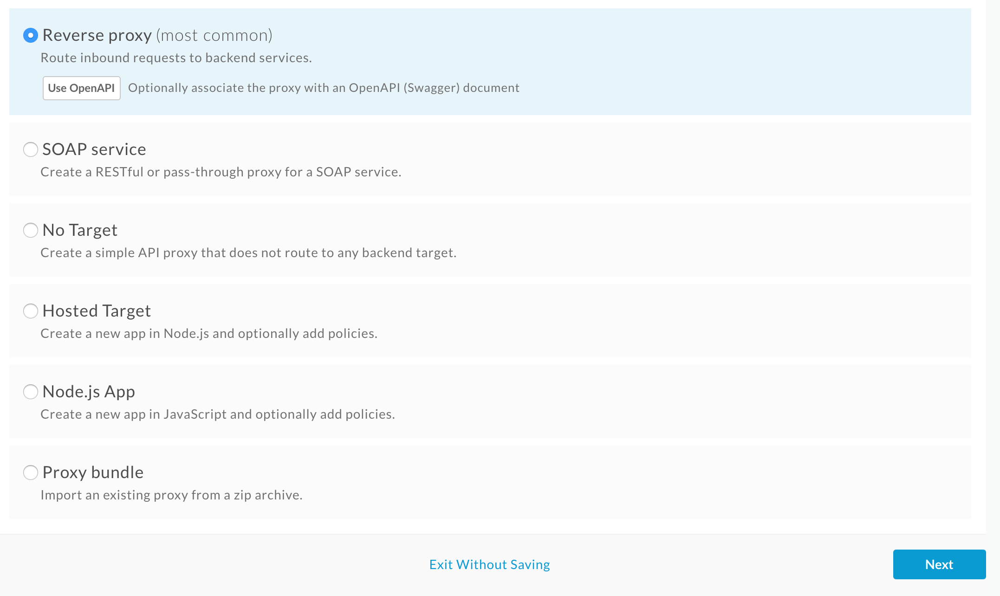 Reverse proxy (most common)
Route inbound requests to backend services.
Use OpenAPI Optionally associate the proxy with an OpenAPI (Swagger) document
SOAP service
Create a RESTful or pass-through proxy for a SOAP service.
No Target
Create a simple API proxy that does not route to any backend target.
Hosted Target
Create a new app in Node.js and optionally add policies.
Node.js App
Create a new app in JavaScript and optionally add policies.
Proxy bundle
Import an existing proxy from a zip archive.
Exit Without Saving
Next